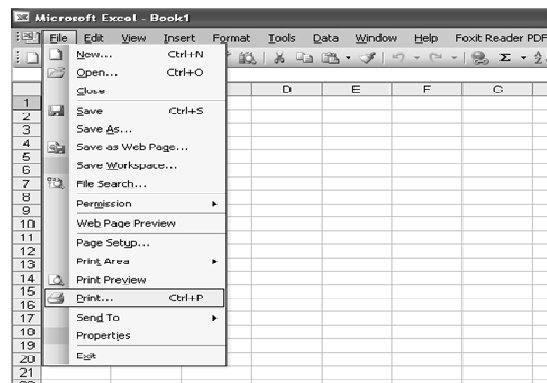 Microsoft Excel - Book1
File Edit View Insert Format Tools Data Window Help Foxit Reader PDF
New... Ctrl+N
Open... Ctrl+O
Close
Save Ctrl+S
Save As...
Save as Web Page...
Save Workspace...
File Search...
Permission
Web Page Preview
Page Setup...
Print Area
Print Preview
Print... Ctrl+P
Send To
Properties
Exit
D E F G
1
2
3
4
5
6
7
8
9
10
11
12
13
14
15
16
17
18
19
20
21